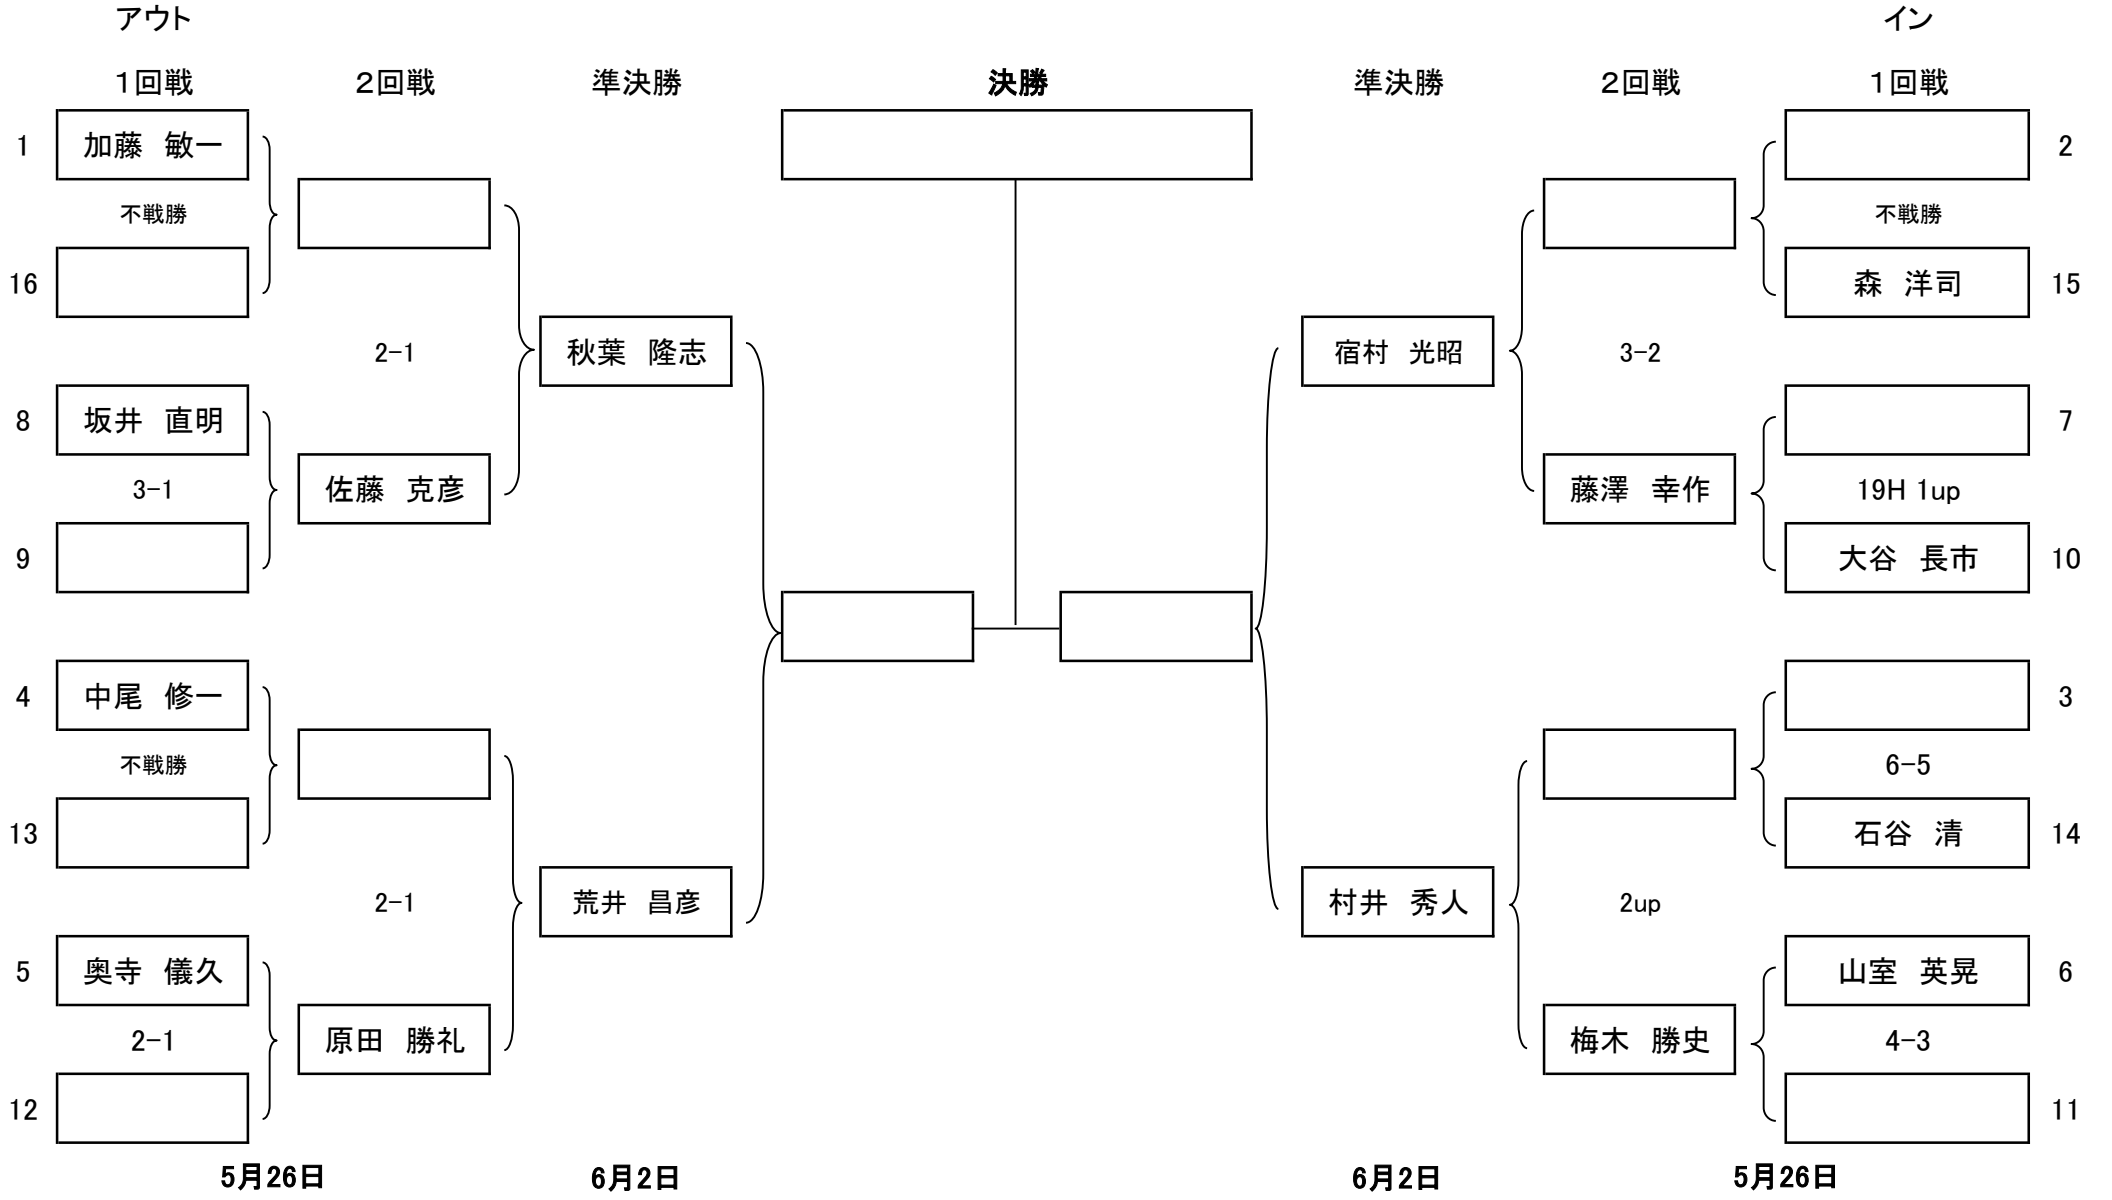 アウト イン
1回戦 2回戦 準決勝 決勝 準決勝 2回戦 1回戦
1 加藤 敏一 2
不戦勝 不戦勝
16 森 洋司 15
2-1 秋葉 隆志 宿村 光昭 3-2
8 坂井 直明 7
3-1 佐藤 克彦 藤澤 幸作 19H 1up
9 大谷 長市 10
4 中尾 修一 3
不戦勝 6-5
13 石谷 清 14
2-1 荒井 昌彦 村井 秀人 2up
5 奥寺 儀久 山室 英晃 6
2-1 原田 勝礼 梅木 勝史 4-3
12 11
5月26日 6月2日 6月2日 5月26日